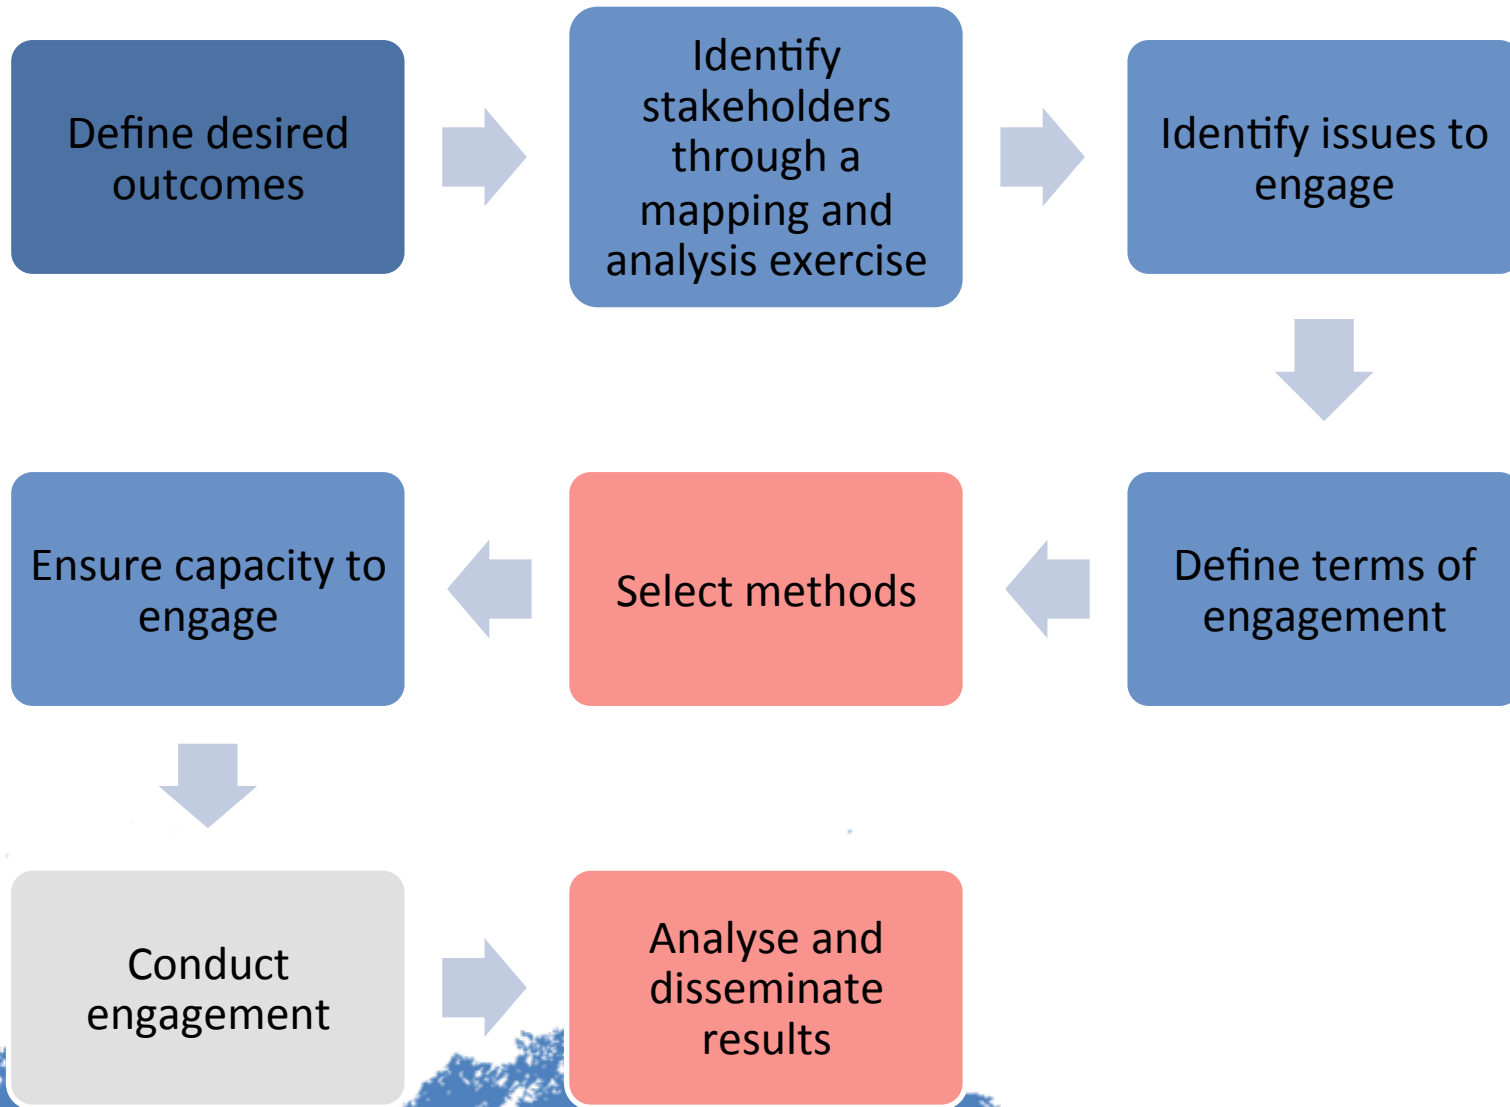 Define desired
outcomes
Identify
stakeholders
through a
mapping and
analysis exercise
Identify issues to
engage
Define terms of
engagement
Select methods
Ensure capacity to
engage
Conduct
engagement
Analyse and
disseminate
results